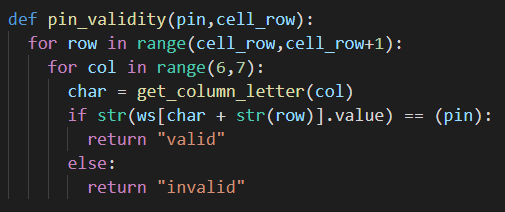 def pin_validity(pin,cell_row):
  for row in range(cell_row,cell_row+1):
    for col in range(6,7):
      char = get_column_letter(col)
      if str(ws[char + str(row)].value) == (pin):
        return "valid"
      else:
        return "invalid"